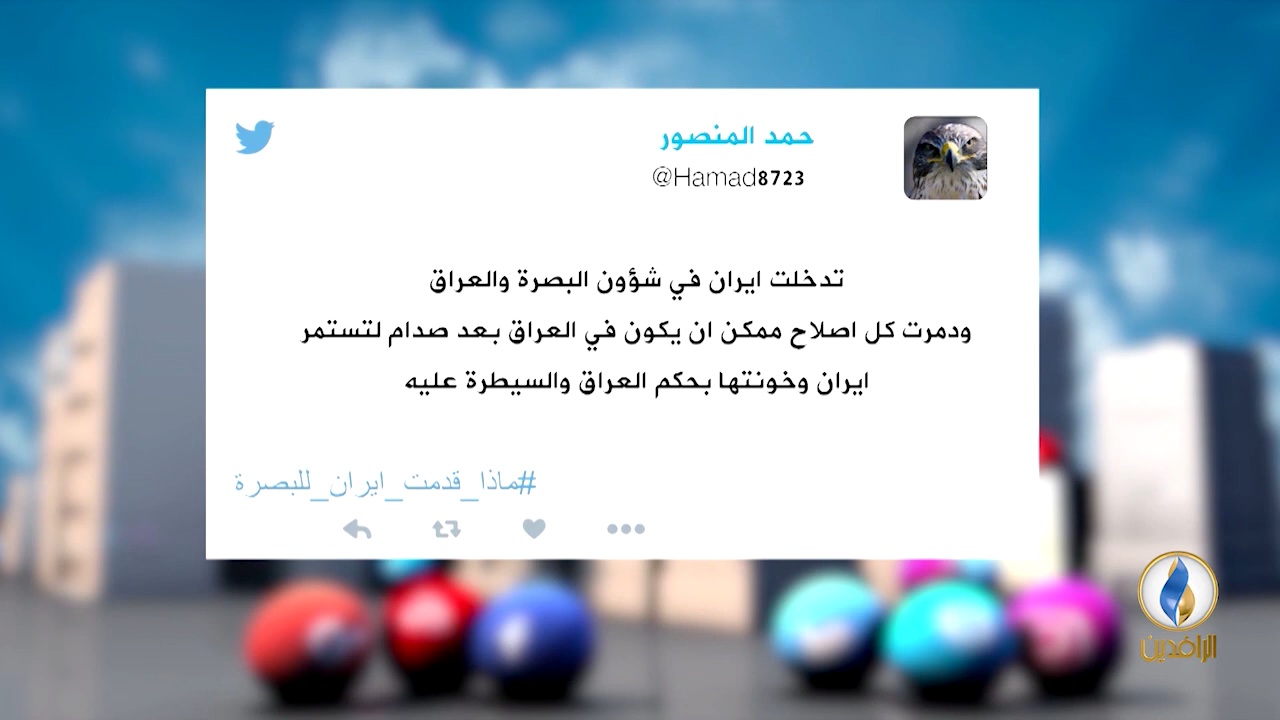 حمد المنصور
@Hamad8723
تدخلت ايران في شؤون البصرة والعراق
ودمرت كل اصلاح ممكن ان يكون في العراق بعد صدام لتستمر
ايران وخونتها بحكم العراق والسيطرة عليه
#ماذا_قدمت_ايران_للبصرة
الرافدين